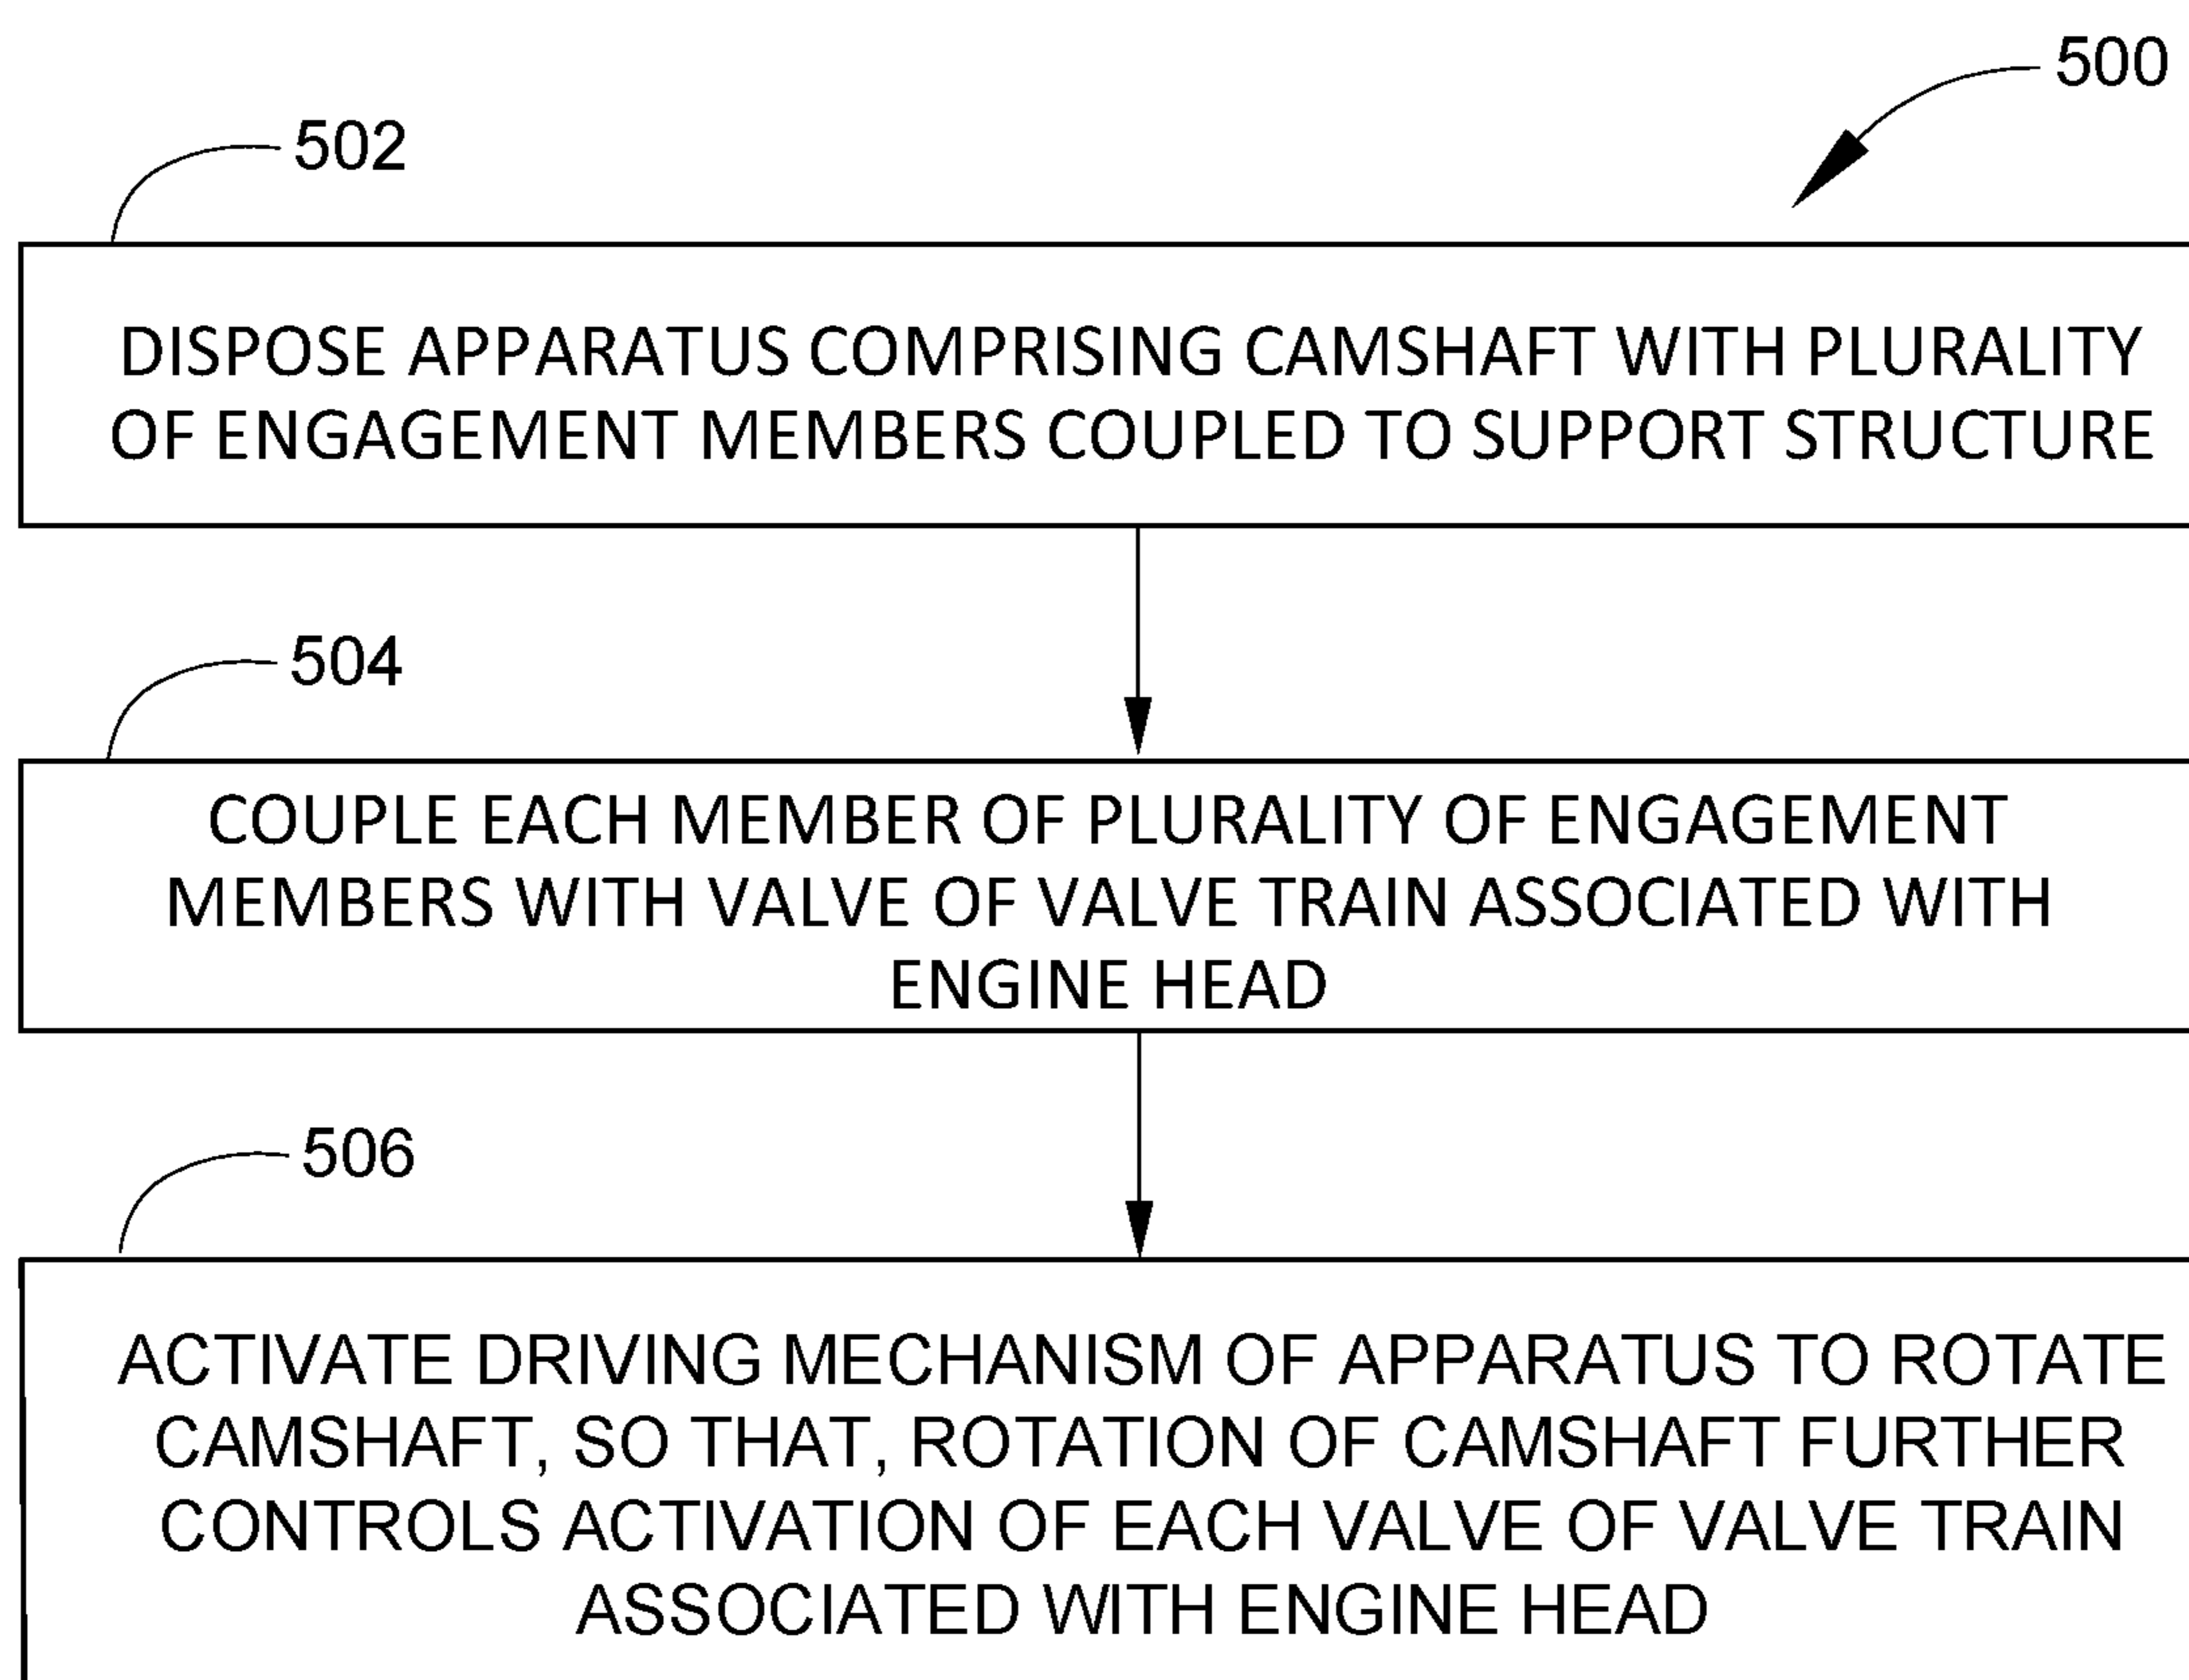 500
502
DISPOSE APPARATUS COMPRISING CAMSHAFT WITH PLURALITY
OF ENGAGEMENT MEMBERS COUPLED TO SUPPORT STRUCTURE
504
COUPLE EACH MEMBER OF PLURALITY OF ENGAGEMENT
MEMBERS WITH VALVE OF VALVE TRAIN ASSOCIATED WITH
ENGINE HEAD
506
ACTIVATE DRIVING MECHANISM OF APPARATUS TO ROTATE
CAMSHAFT, SO THAT, ROTATION OF CAMSHAFT FURTHER
CONTROLS ACTIVATION OF EACH VALVE OF VALVE TRAIN
ASSOCIATED WITH ENGINE HEAD